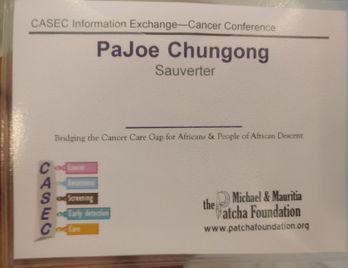 CASEC Information Exchange—Cancer Conference
PaJoe Chungong
Sauverter
Bridging the Cancer Care Gap for Africans & People of African Descent
C Cancer
A Awareness
S Screening
E Early detection
C Care
Michael & Mauritia
the Patcha Foundation
www.patchafoundation.org